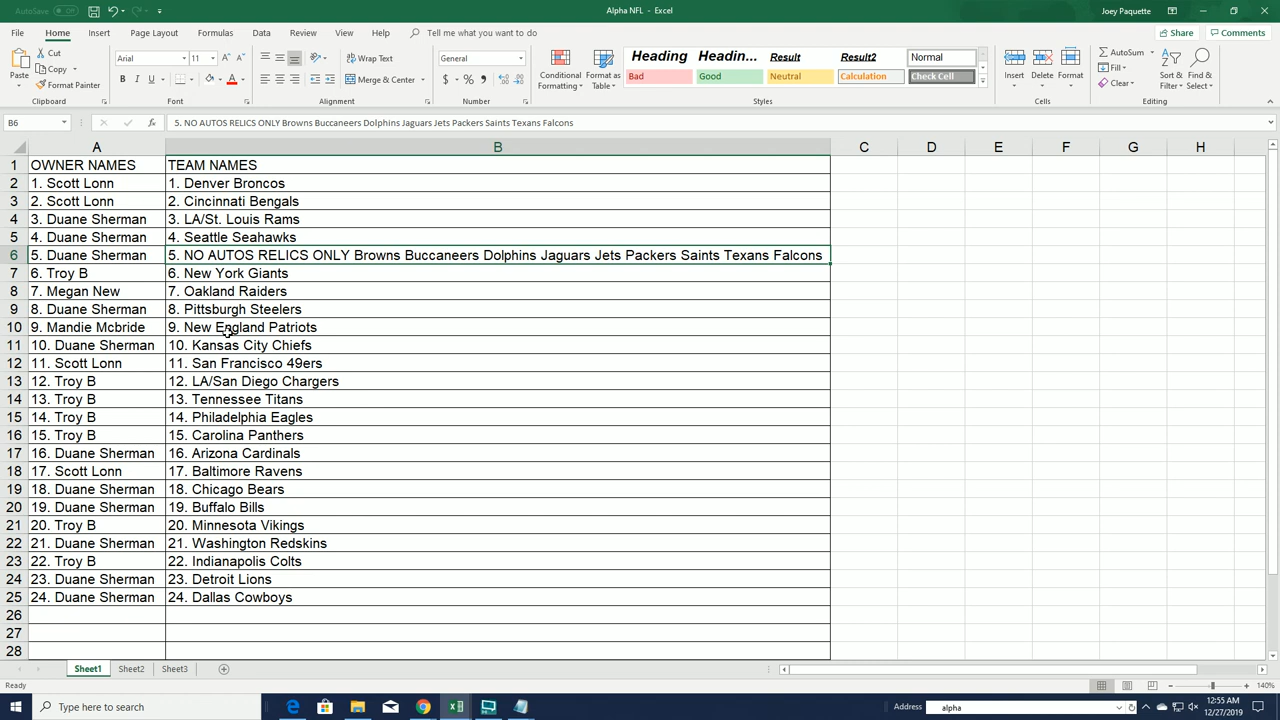 AutoSave Off
Alpha NFL - Excel
Joey Paquette
File Home Insert Page Layout Formulas Data Review View Help Tell me what you want to do
Share Comments
Paste
Cut
Copy
Format Painter
Clipboard
Arial 11
B I U
Font
Wrap Text
Merge & Center
Alignment
General
$ % ,
Number
Conditional Formatting
Format as Table
Heading Headin... Result Result2 Normal
Bad Good Neutral Calculation Check Cell
Styles
Insert Delete Format
Cells
AutoSum
Fill
Clear
Sort & Filter
Find & Select
Editing
B6
fx
5. NO AUTOS RELICS ONLY Browns Buccaneers Dolphins Jaguars Jets Packers Saints Texans Falcons
A B C D E F G H
1 OWNER NAMES TEAM NAMES
2 1. Scott Lonn 1. Denver Broncos
3 2. Scott Lonn 2. Cincinnati Bengals
4 3. Duane Sherman 3. LA/St. Louis Rams
5 4. Duane Sherman 4. Seattle Seahawks
6 5. Duane Sherman 5. NO AUTOS RELICS ONLY Browns Buccaneers Dolphins Jaguars Jets Packers Saints Texans Falcons
7 6. Troy B 6. New York Giants
8 7. Megan New 7. Oakland Raiders
9 8. Duane Sherman 8. Pittsburgh Steelers
10 9. Mandie Mcbride 9. New England Patriots
11 10. Duane Sherman 10. Kansas City Chiefs
12 11. Scott Lonn 11. San Francisco 49ers
13 12. Troy B 12. LA/San Diego Chargers
14 13. Troy B 13. Tennessee Titans
15 14. Troy B 14. Philadelphia Eagles
16 15. Troy B 15. Carolina Panthers
17 16. Duane Sherman 16. Arizona Cardinals
18 17. Scott Lonn 17. Baltimore Ravens
19 18. Duane Sherman 18. Chicago Bears
20 19. Duane Sherman 19. Buffalo Bills
21 20. Troy B 20. Minnesota Vikings
22 21. Duane Sherman 21. Washington Redskins
23 22. Troy B 22. Indianapolis Colts
24 23. Duane Sherman 23. Detroit Lions
25 24. Duane Sherman 24. Dallas Cowboys
26
27
28
Sheet1 Sheet2 Sheet3
Ready
140%
Type here to search
Address alpha
12:55 AM
12/27/2019